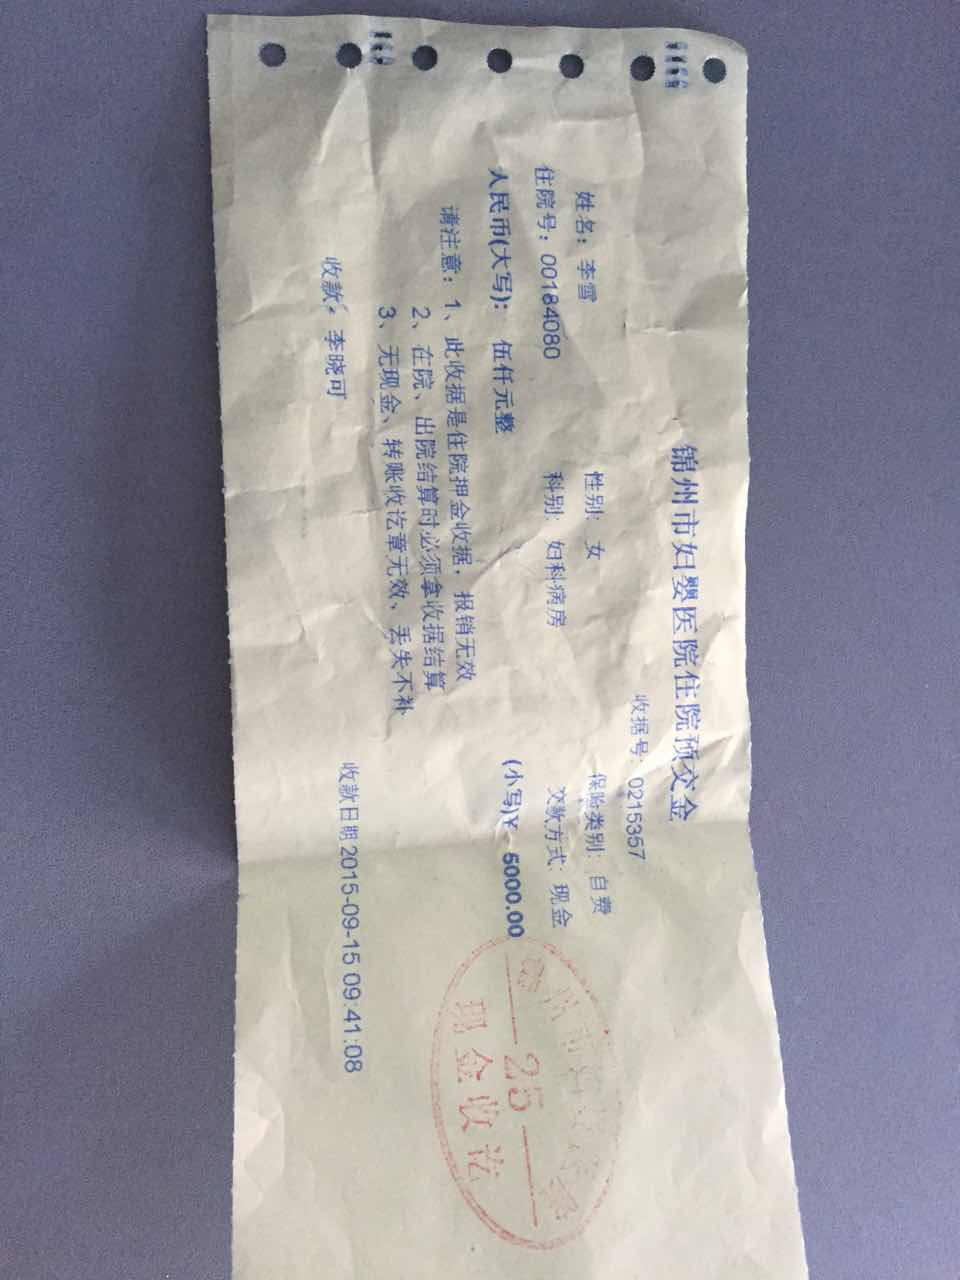 锦州市妇婴医院住院预交金
收据号: 0215357
姓名: 李雪 性别: 女 保险类别: 自费
住院号: 00184080 科别: 妇科病房 交款方式: 现金
人民币(大写): 伍仟元整 (小写)¥ 5000.00
请注意: 1、此收据是住院押金收据, 报销无效
2、在院、出院结算时必须拿收据结算
3、无现金、转账收讫章无效、丢失不补
收款: 李晓可 收款日期 2015-09-15 09:41:08
25
现金收讫